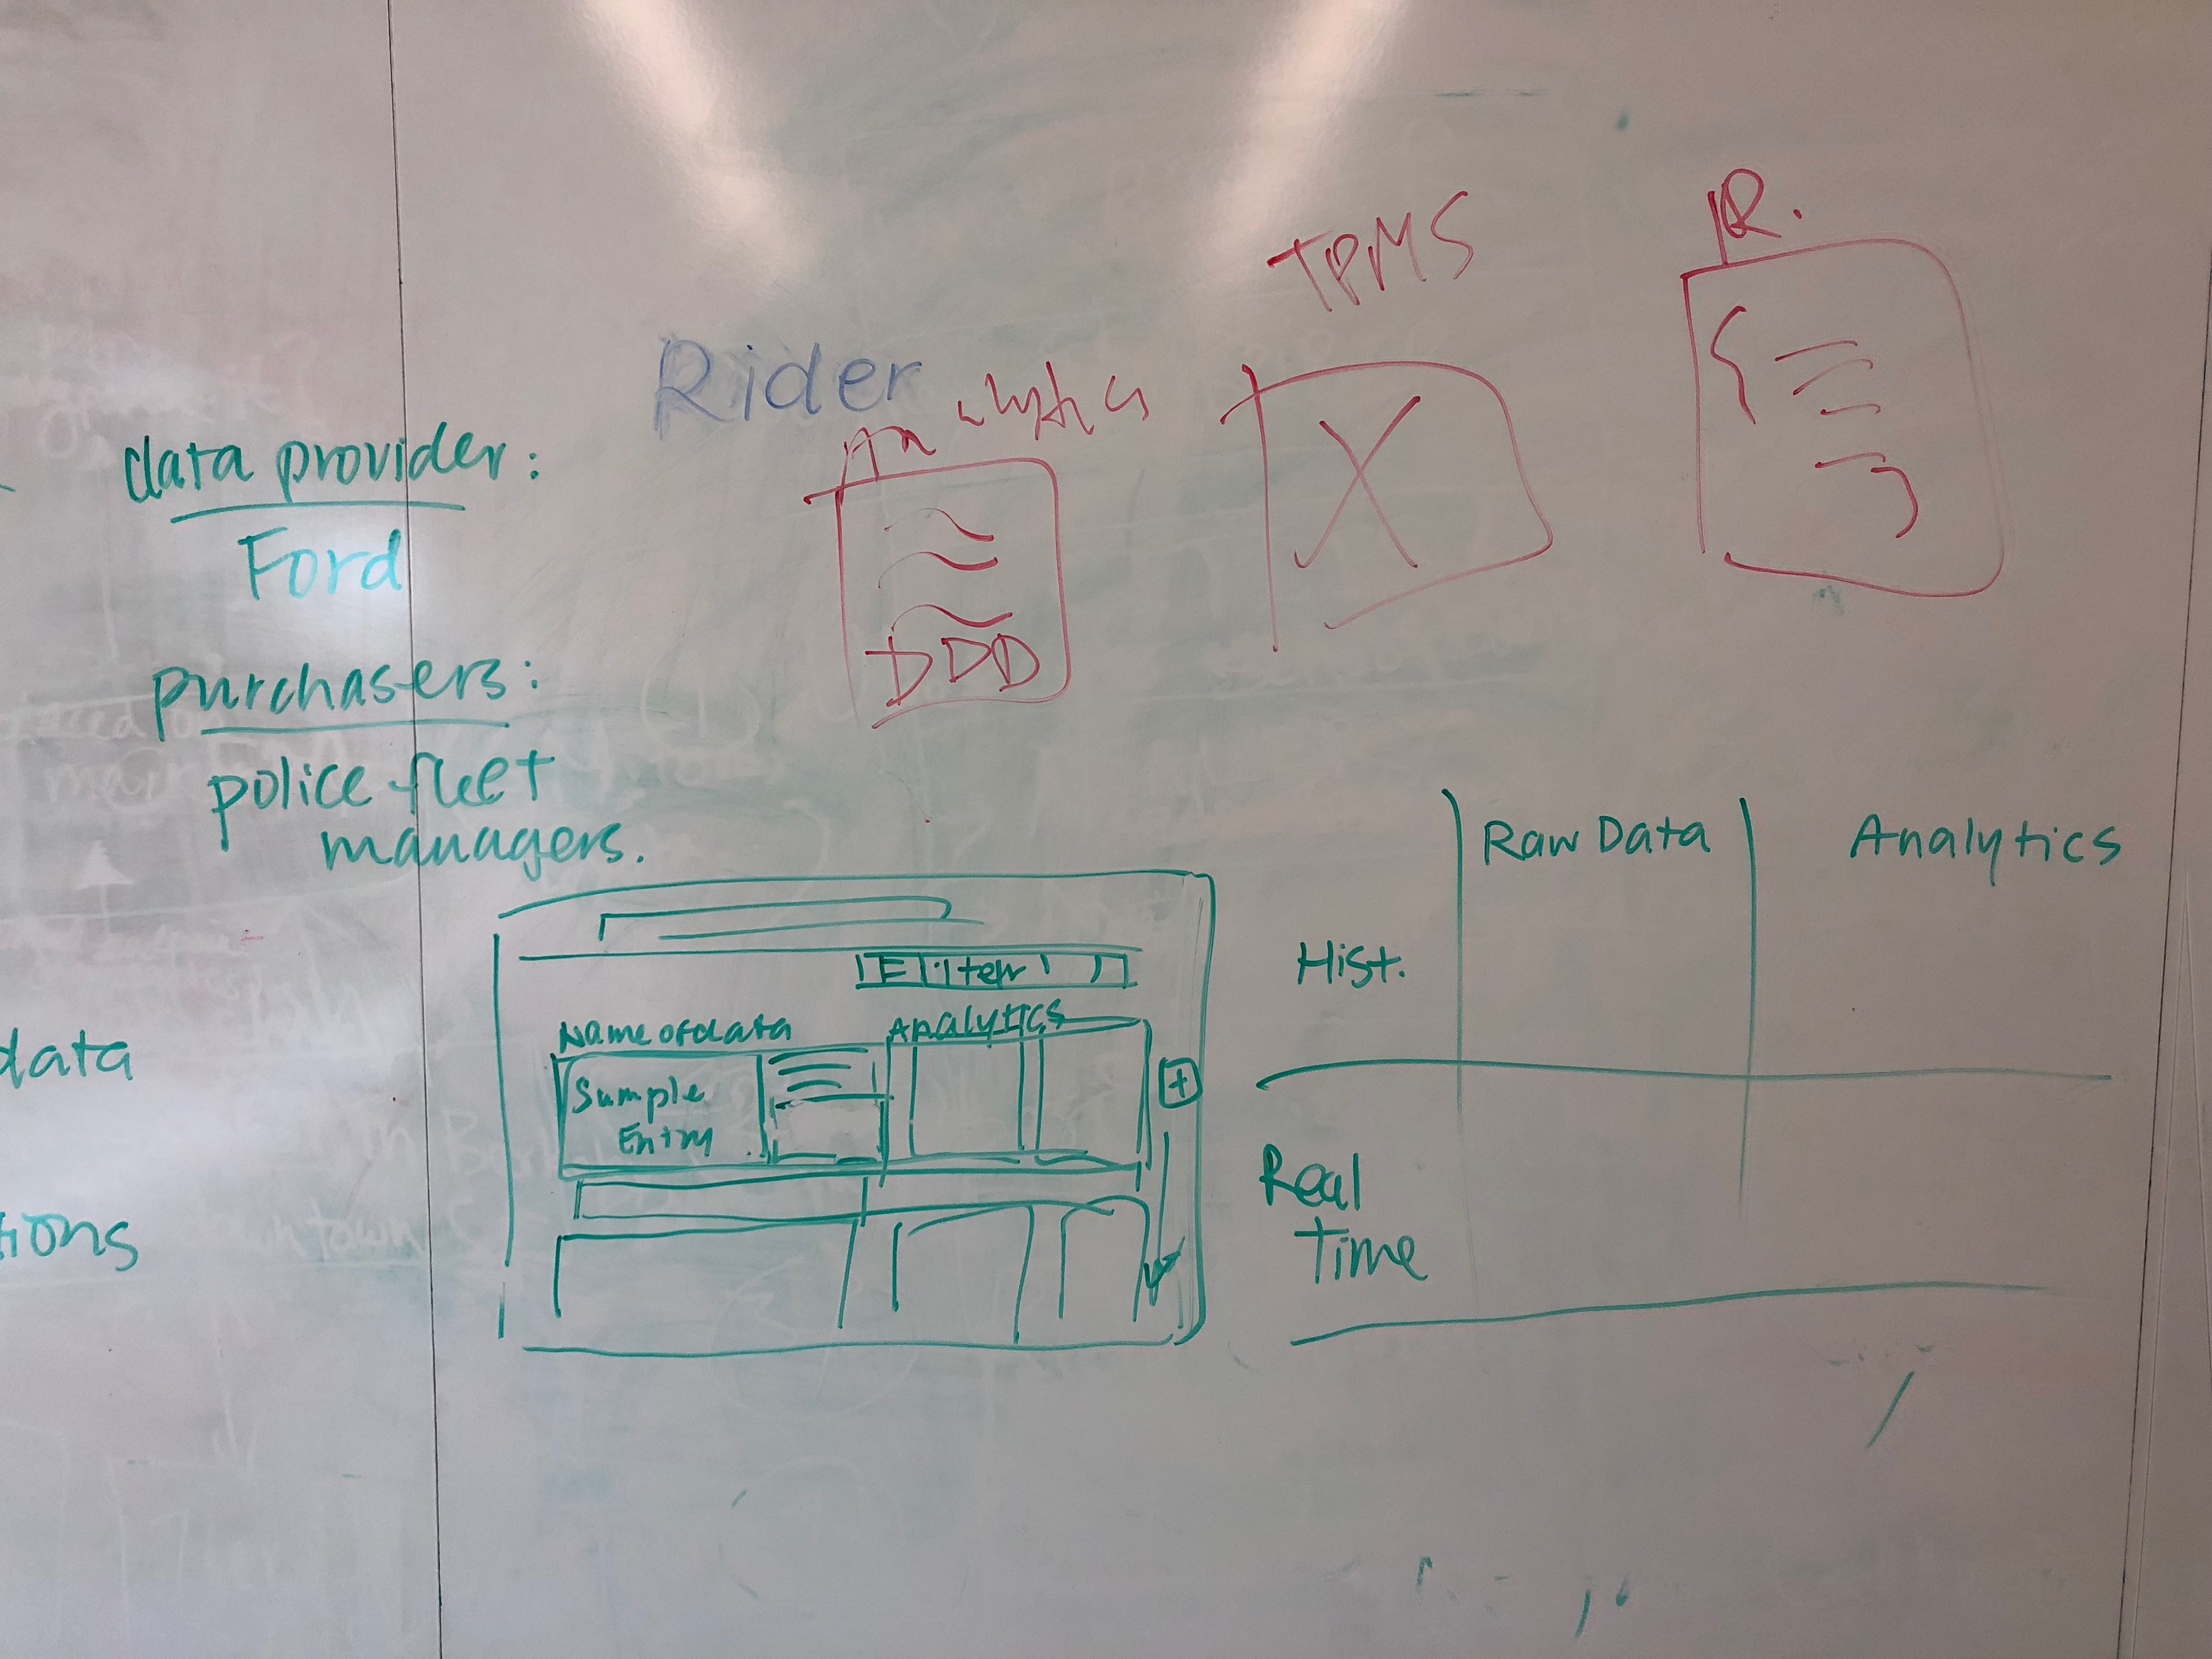 R.
TPMS
Rider
Analytics
DDD
data provider:
Ford
purchasers:
police fleet
managers.
Raw Data
Analytics
Hist.
Real
Time
Filter
Name of data
Analytics
Sample
Entry
+
data
tions